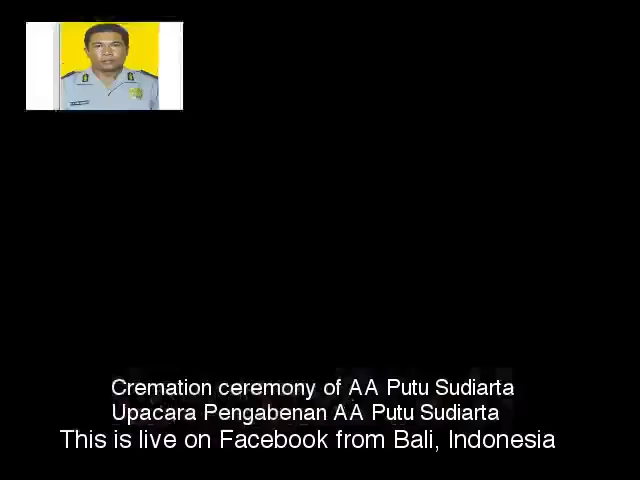 Cremation ceremony of AA Putu Sudiarta
Upacara Pengabenan AA Putu Sudiarta
This is live on Facebook from Bali, Indonesia